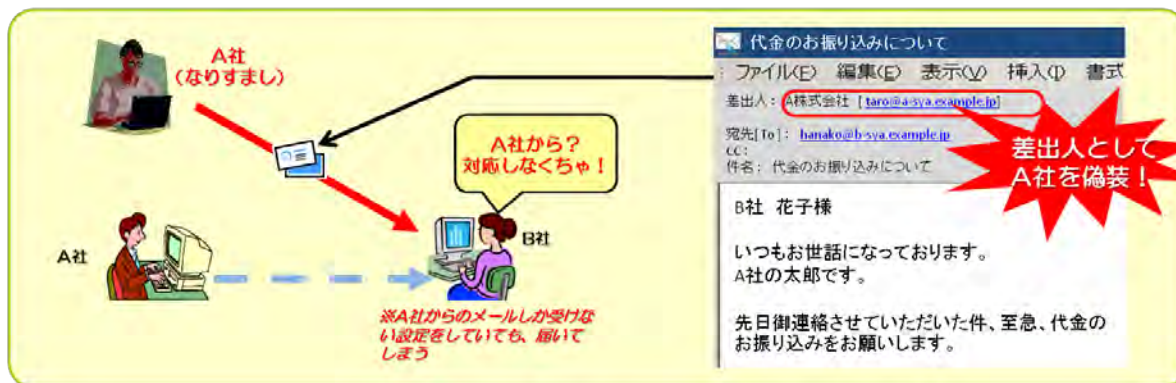 A社
(なりすまし)
A社から？
対応しなくちゃ！
A社
B社
※A社からのメールしか受けな
い設定をしていても、届いて
しまう
代金のお振り込みについて
ファイル(F) 編集(E) 表示(V) 挿入(I) 書式
差出人： A株式会社 [ taro@a-sya.example.jp]
宛先[To]： hanako@b-sya.example.jp
CC:
件名： 代金のお振り込みについて
差出人として
A社を偽装！
B社 花子様
いつもお世話になっております。
A社の太郎です。
先日御連絡させていただいた件、至急、代金の
お振り込みをお願いします。